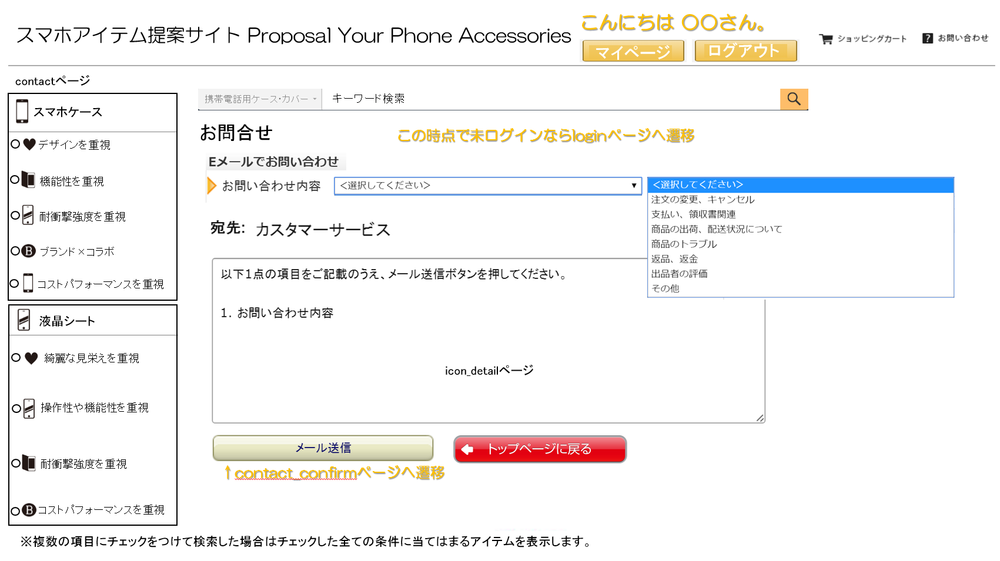 スマホアイテム提案サイト Proposal Your Phone Accessories
こんにちは 〇〇さん。
マイページ
ログアウト
ショッピングカート
? お問い合わせ
contactページ
スマホケース
デザインを重視
機能性を重視
耐衝撃強度を重視
B ブランド×コラボ
コストパフォーマンスを重視
液晶シート
綺麗な見栄えを重視
操作性や機能性を重視
耐衝撃強度を重視
B コストパフォーマンスを重視
携帯電話用ケース・カバー
キーワード検索
お問合せ
この時点で未ログインならloginページへ遷移
Eメールでお問い合わせ
お問い合わせ内容
<選択してください>
<選択してください>
注文の変更、キャンセル
支払い、領収書関連
商品の出荷、配送状況について
商品のトラブル
返品、返金
出品者の評価
その他
宛先: カスタマーサービス
以下1点の項目をご記載のうえ、メール送信ボタンを押してください。
1. お問い合わせ内容
icon_detailページ
メール送信
トップページに戻る
↑contact_confirmページへ遷移
※複数の項目にチェックをつけて検索した場合はチェックした全ての条件に当てはまるアイテムを表示します。